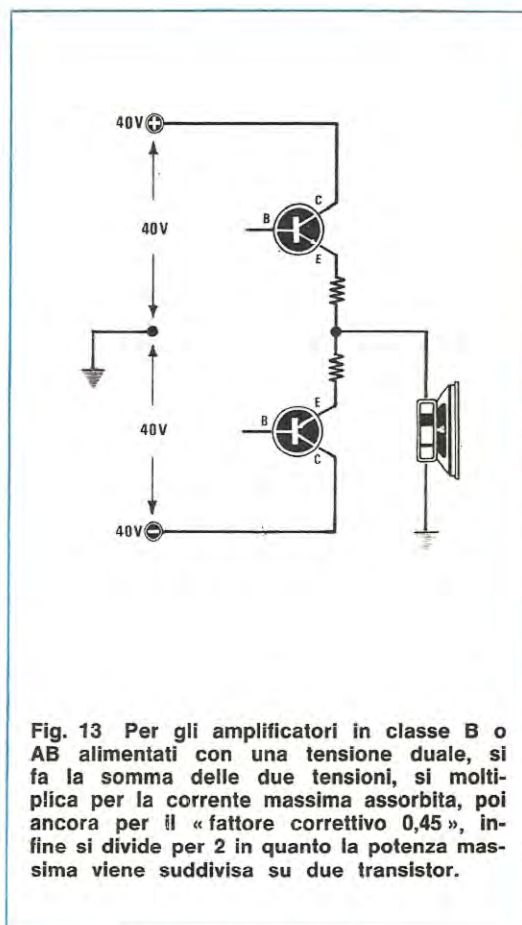 40V
C
B
40V
E
E
B
40V
C
40V
Fig. 13 Per gli amplificatori in classe B o
AB alimentati con una tensione duale, si
fa la somma delle due tensioni, si molti-
plica per la corrente massima assorbita, poi
ancora per il « fattore correttivo 0,45 », in-
fine si divide per 2 in quanto la potenza mas-
sima viene suddivisa su due transistor.